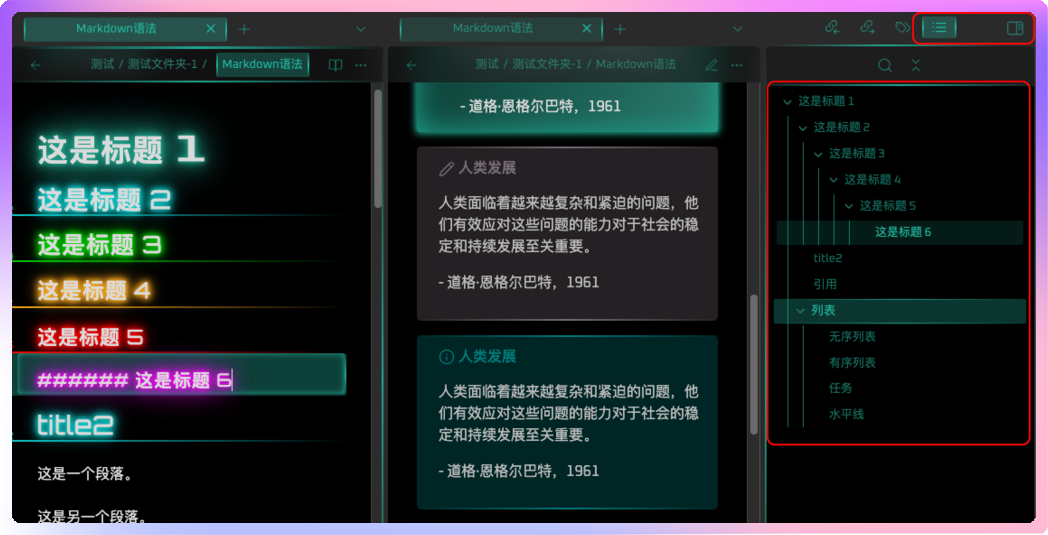 Markdown语法
测试 / 测试文件夹-1 / Markdown语法
这是标题 1
这是标题 2
这是标题 3
这是标题 4
这是标题 5
###### 这是标题 6
title2
这是一个段落。
这是另一个段落。
Markdown语法
测试 / 测试文件夹-1 / Markdown语法
- 道格·恩格尔巴特，1961
人类发展
人类面临着越来越复杂和紧迫的问题，他
们有效应对这些问题的能力对于社会的稳
定和持续发展至关重要。
- 道格·恩格尔巴特，1961
人类发展
人类面临着越来越复杂和紧迫的问题，他
们有效应对这些问题的能力对于社会的稳
定和持续发展至关重要。
- 道格·恩格尔巴特，1961
这是标题 1
这是标题 2
这是标题 3
这是标题 4
这是标题 5
这是标题 6
title2
引用
列表
无序列表
有序列表
任务
水平线